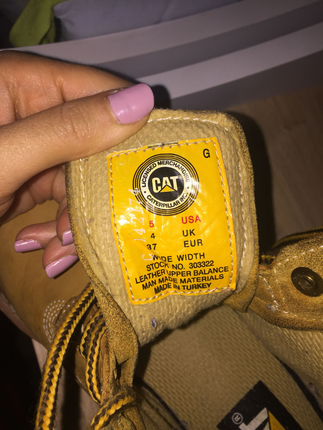 G
LICENSED MERCHANDISE
CAT
CATERPILLAR
5 USA
4 UK
37 EUR
WIDE WIDTH
STOCK NO. 303322
LEATHER UPPER BALANCE
MAN MADE MATERIALS
MADE IN TURKEY